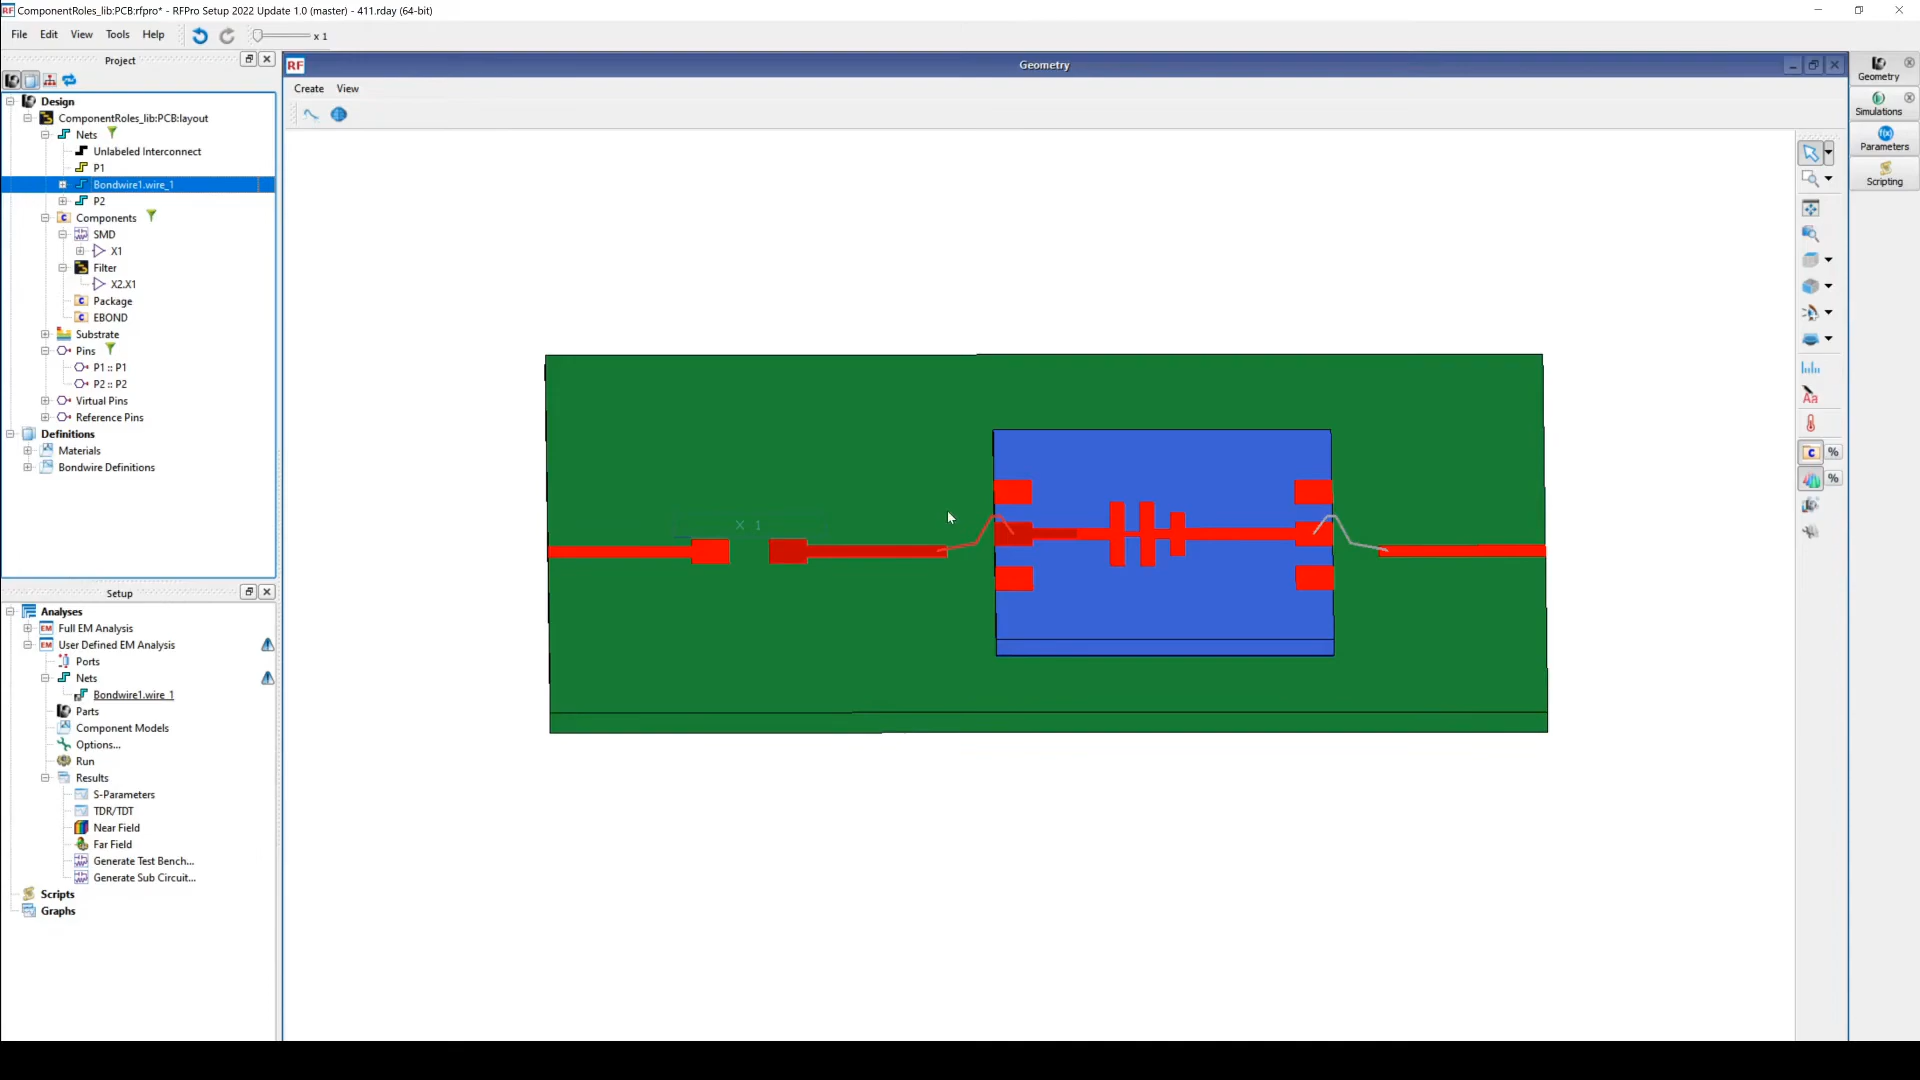 ComponentRoles_lib:PCB:rfpro* - RFPro Setup 2022 Update 1.0 (master) - 411.rday (64-bit)
File Edit View Tools Help x 1
Project
Design
ComponentRoles_lib:PCB:layout
Nets
Unlabeled Interconnect
P1
Bondwire1.wire_1
P2
Components
SMD
X1
Filter
X2.X1
Package
EBOND
Substrate
Pins
P1 :: P1
P2 :: P2
Virtual Pins
Reference Pins
Definitions
Materials
Bondwire Definitions
Setup
Analyses
Full EM Analysis
User Defined EM Analysis
Ports
Nets
Bondwire1.wire_1
Parts
Component Models
Options...
Run
Results
S-Parameters
TDR/TDT
Near Field
Far Field
Generate Test Bench...
Generate Sub Circuit...
Scripts
Graphs
RF Geometry
Create View
X 1
Geometry
Simulations
Parameters
Scripting